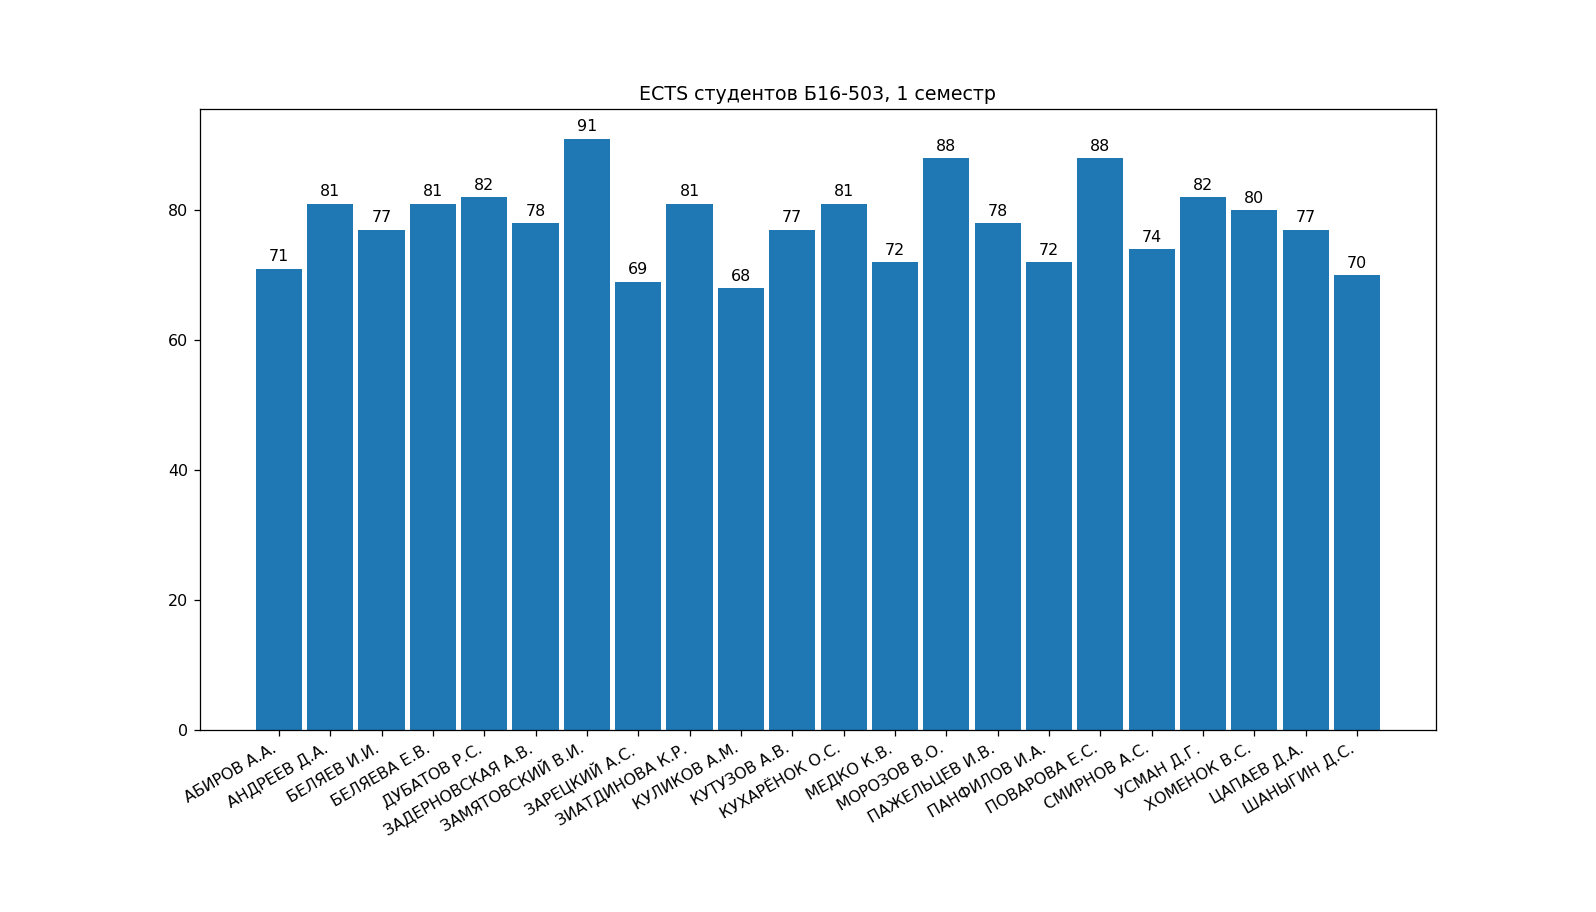 ECTS студентов Б16-503, 1 семестр
91
88
88
82
82
81
81
81
81
80
78
78
77
77
77
74
72
72
71
70
69
68
80
60
40
20
0
АБИРОВ А.А.
АНДРЕЕВ Д.А.
БЕЛЯЕВ И.И.
БЕЛЯЕВА Е.В.
ДУБАТОВ Р.С.
ЗАДЕРНОВСКАЯ А.В.
ЗАМЯТОВСКИЙ В.И.
ЗАРЕЦКИЙ А.С.
ЗИАТДИНОВА К.Р.
КУЛИКОВ А.М.
КУТУЗОВ А.В.
КУХАРЁНОК О.С.
МЕДКО К.В.
МОРОЗОВ В.О.
ПАЖЕЛЬЦЕВ И.В.
ПАНФИЛОВ И.А.
ПОВАРОВА Е.С.
СМИРНОВ А.С.
УСМАН Д.Г.
ХОМЕНОК В.С.
ЦАПАЕВ Д.А.
ШАНЫГИН Д.С.